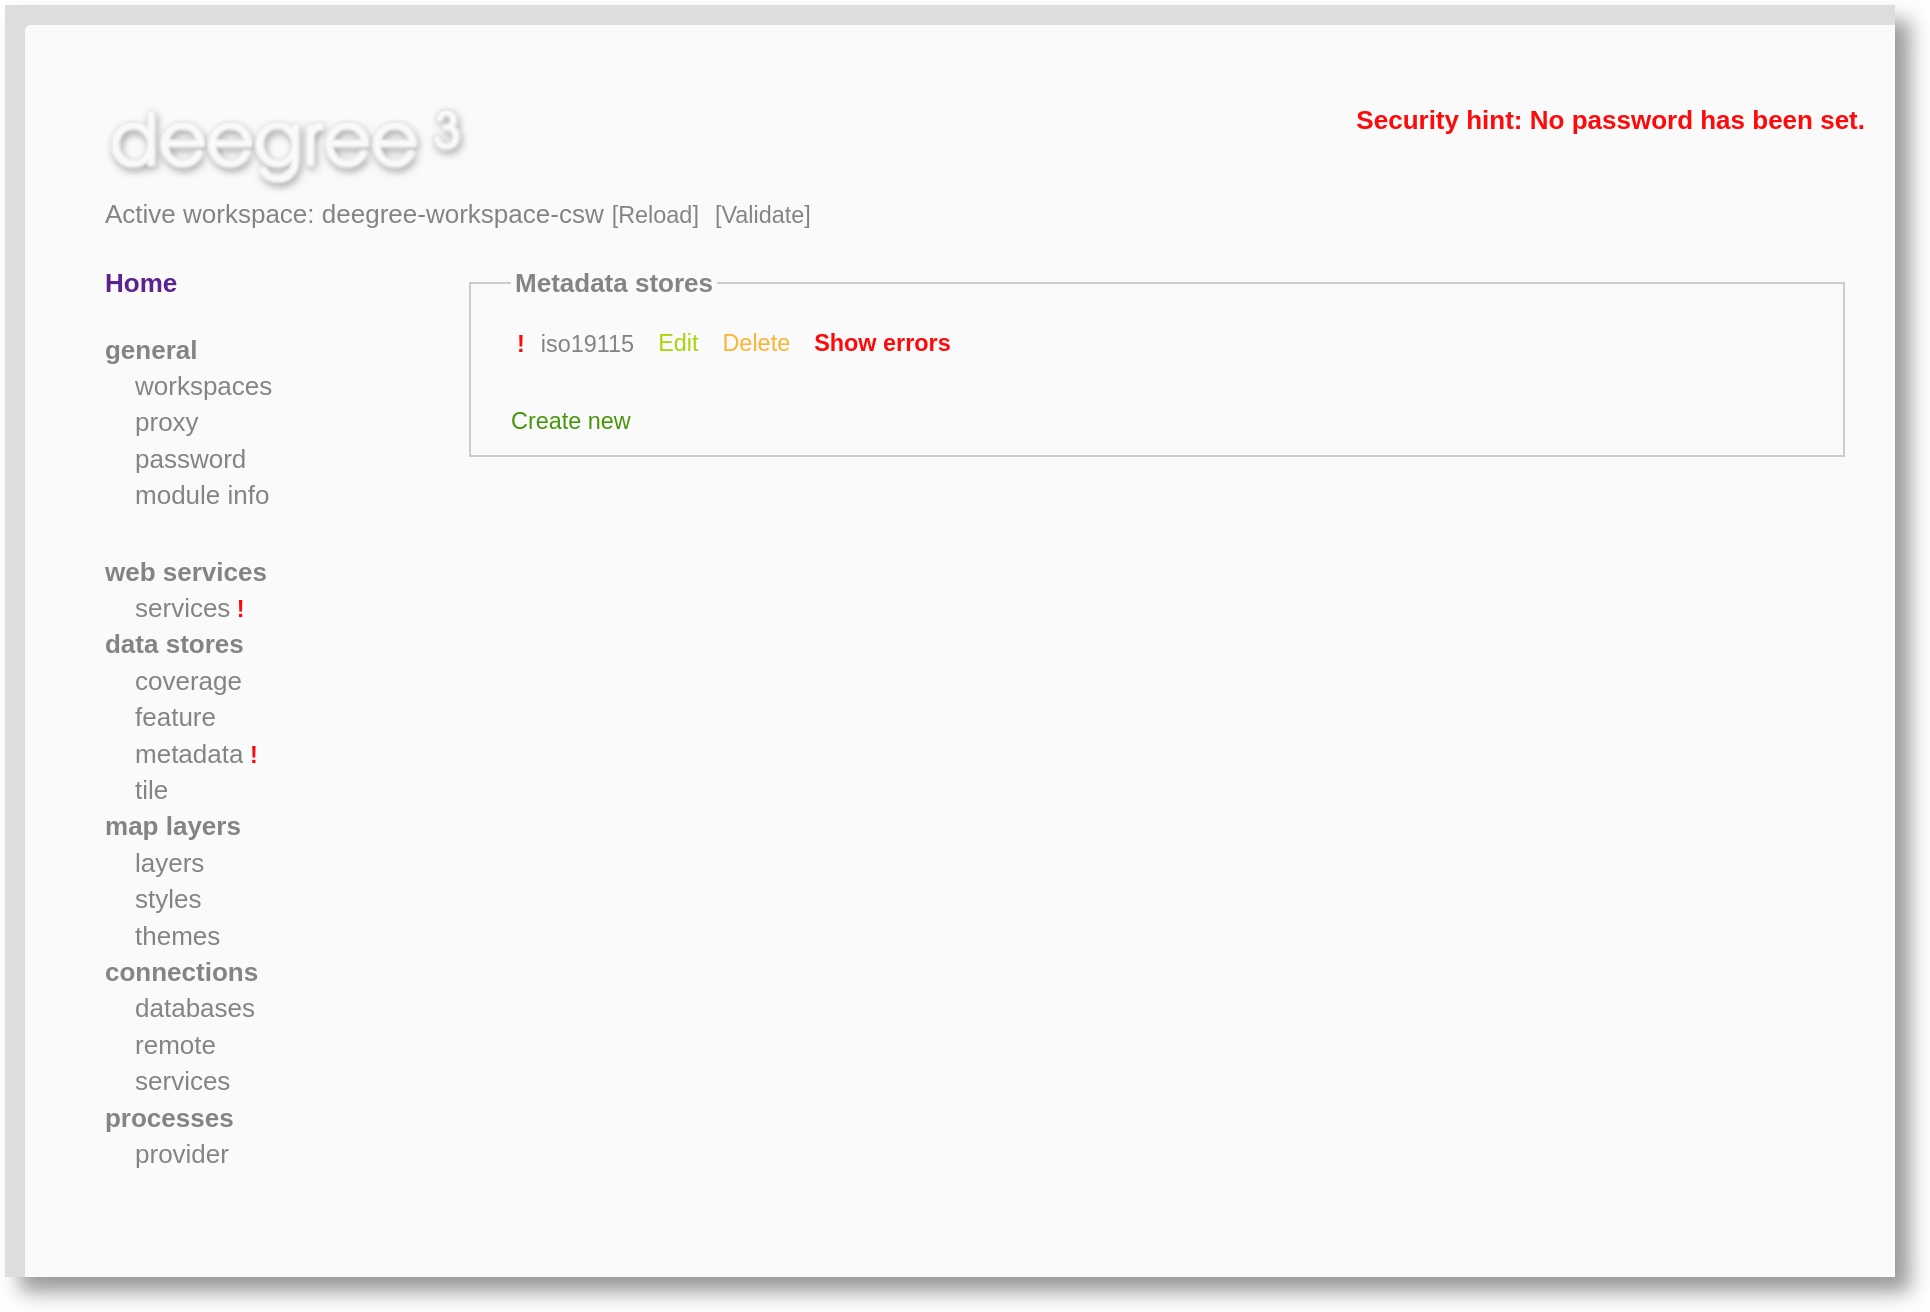 deegree 3
Security hint: No password has been set.
Active workspace: deegree-workspace-csw [Reload] [Validate]
Home
general
workspaces
proxy
password
module info
web services
services !
data stores
coverage
feature
metadata !
tile
map layers
layers
styles
themes
connections
databases
remote
services
processes
provider
Metadata stores
! iso19115 Edit Delete Show errors
Create new